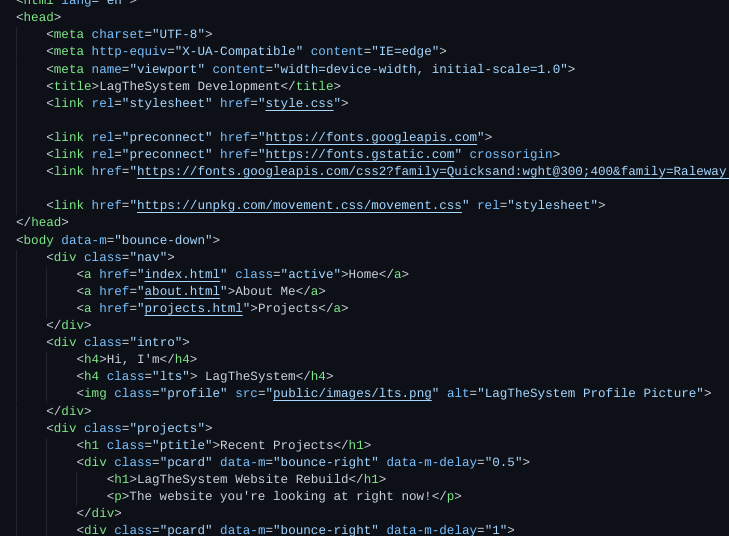 <html lang="en">
<head>
<meta charset="UTF-8">
<meta http-equiv="X-UA-Compatible" content="IE=edge">
<meta name="viewport" content="width=device-width, initial-scale=1.0">
<title>LagTheSystem Development</title>
<link rel="stylesheet" href="style.css">
<link rel="preconnect" href="https://fonts.googleapis.com">
<link rel="preconnect" href="https://fonts.gstatic.com" crossorigin>
<link href="https://fonts.googleapis.com/css2?family=Quicksand:wght@300;400&family=Raleway
<link href="https://unpkg.com/movement.css/movement.css" rel="stylesheet">
</head>
<body data-m="bounce-down">
<div class="nav">
<a href="index.html" class="active">Home</a>
<a href="about.html">About Me</a>
<a href="projects.html">Projects</a>
</div>
<div class="intro">
<h4>Hi, I'm</h4>
<h4 class="lts"> LagTheSystem</h4>
<img class="profile" src="public/images/lts.png" alt="LagTheSystem Profile Picture">
</div>
<div class="projects">
<h1 class="ptitle">Recent Projects</h1>
<div class="pcard" data-m="bounce-right" data-m-delay="0.5">
<h1>LagTheSystem Website Rebuild</h1>
<p>The website you're looking at right now!</p>
</div>
<div class="pcard" data-m="bounce-right" data-m-delay="1">